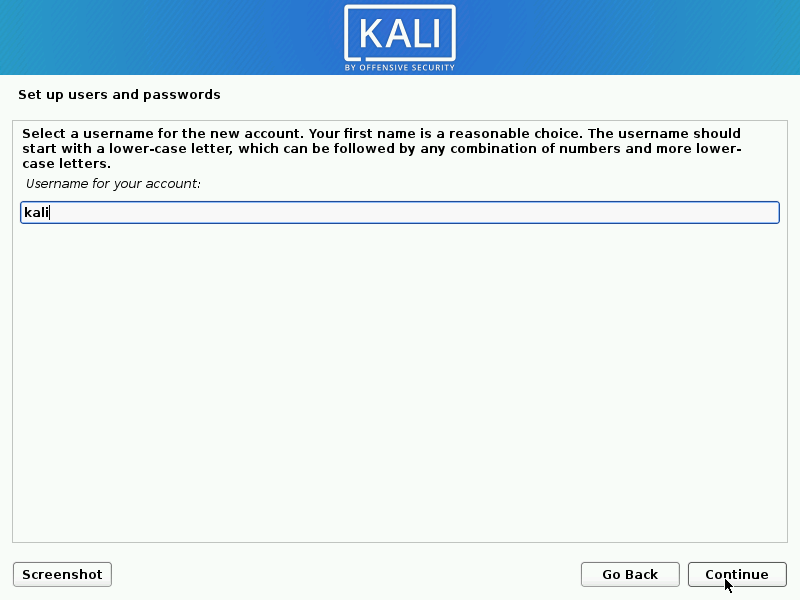 KALI
BY OFFENSIVE SECURITY
Set up users and passwords
Select a username for the new account. Your first name is a reasonable choice. The username should
start with a lower-case letter, which can be followed by any combination of numbers and more lower-
case letters.
Username for your account:
kali
Screenshot
Go Back
Continue